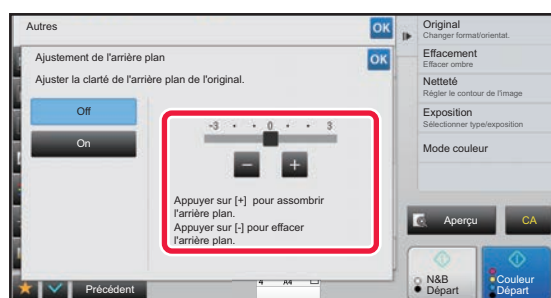 Autres
OK
Ajustement de l'arrière plan
OK
Ajuster la clarté de l'arrière plan de l'original.
Off
On
-3 • • 0 • • 3
− +
Appuyer sur [+] pour assombrir
l'arrière plan.
Appuyer sur [-] pour effacer
l'arrière plan.
Précédent
Original
Changer format/orientat.
Effacement
Effacer ombre
Netteté
Régler le contour de l'image
Exposition
Sélectionner type/exposition
Mode couleur
Aperçu
CA
N&B
Départ
Couleur
Départ